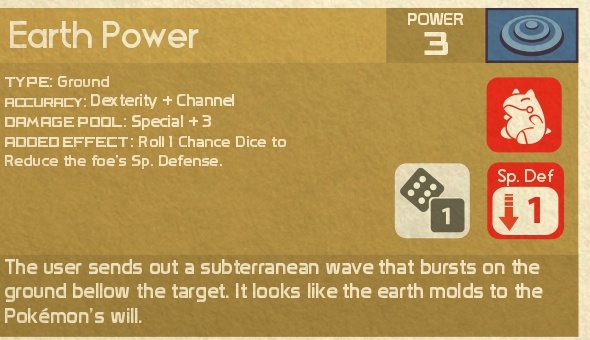 Earth Power
POWER
3
TYPE: Ground
ACCURACY: Dexterity + Channel
DAMAGE POOL: Special + 3
ADDED EFFECT: Roll 1 Chance Dice to
Reduce the foe's Sp. Defense.
1
Sp. Def
1
The user sends out a subterranean wave that bursts on the
ground bellow the target. It looks like the earth molds to the
Pokémon's will.